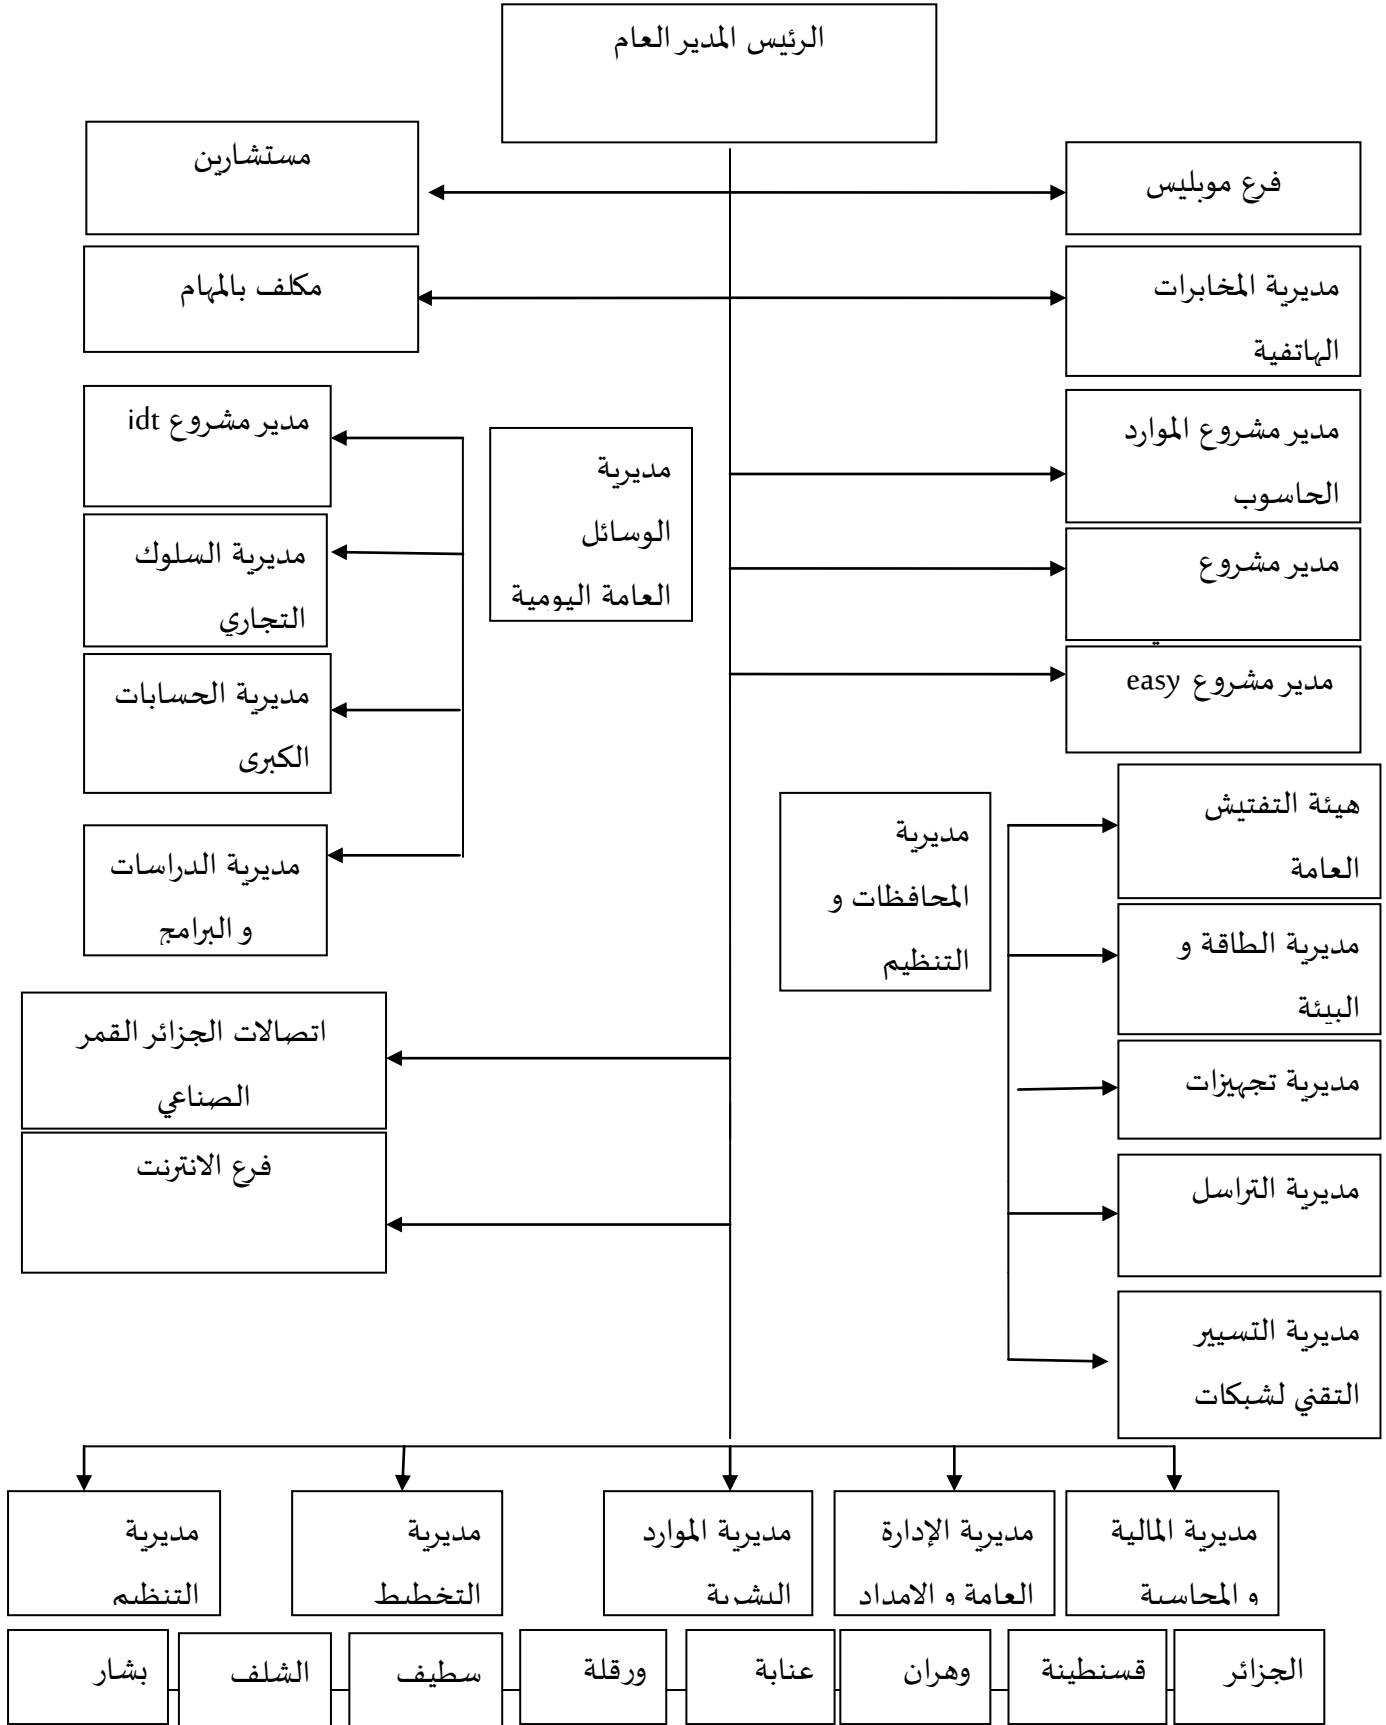 الرئيس المدير العام
مستشارين
فرع موبليس
مكلف بالمهام
مديرية المخابرات
الهاتفية
مدير مشروع idt
مديرية
الوسائل
العامة اليومية
مدير مشروع الموارد
الحاسوب
مديرية السلوك
التجاري
مدير مشروع
مديرية الحسابات
الكبرى
مدير مشروع easy
مديرية الدراسات
و البرامج
مديرية
المحافظات و
التنظيم
هيئة التفتيش
العامة
مديرية الطاقة و
البيئة
اتصالات الجزائر القمر
الصناعي
مديرية تجهيزات
فرع الانترنت
مديرية التراسل
مديرية التسيير
التقني لشبكات
مديرية المالية
و المحاسبة
مديرية الإدارة
العامة و الامداد
مديرية الموارد
البشرية
مديرية
التخطيط
مديرية
التنظيم
الجزائر
قسنطينة
وهران
عنابة
ورقلة
سطيف
الشلف
بشار